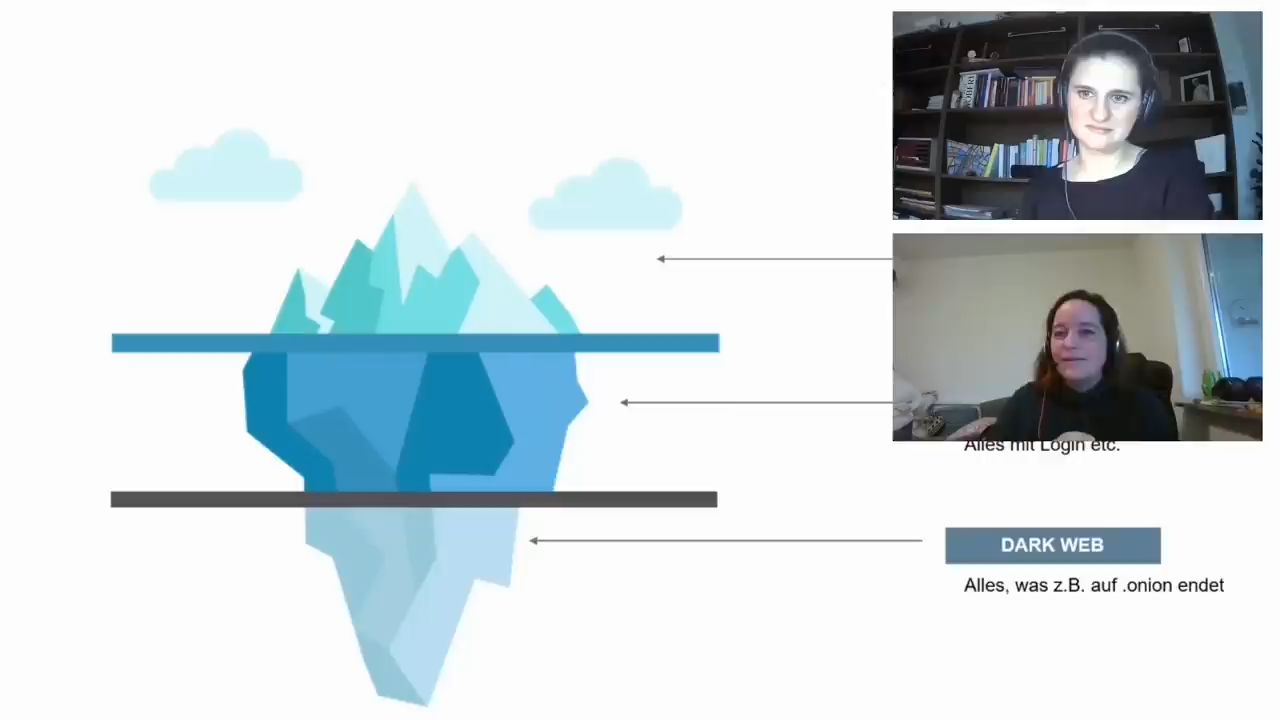 Alles mit Login etc.
DARK WEB
Alles, was z.B. auf .onion endet